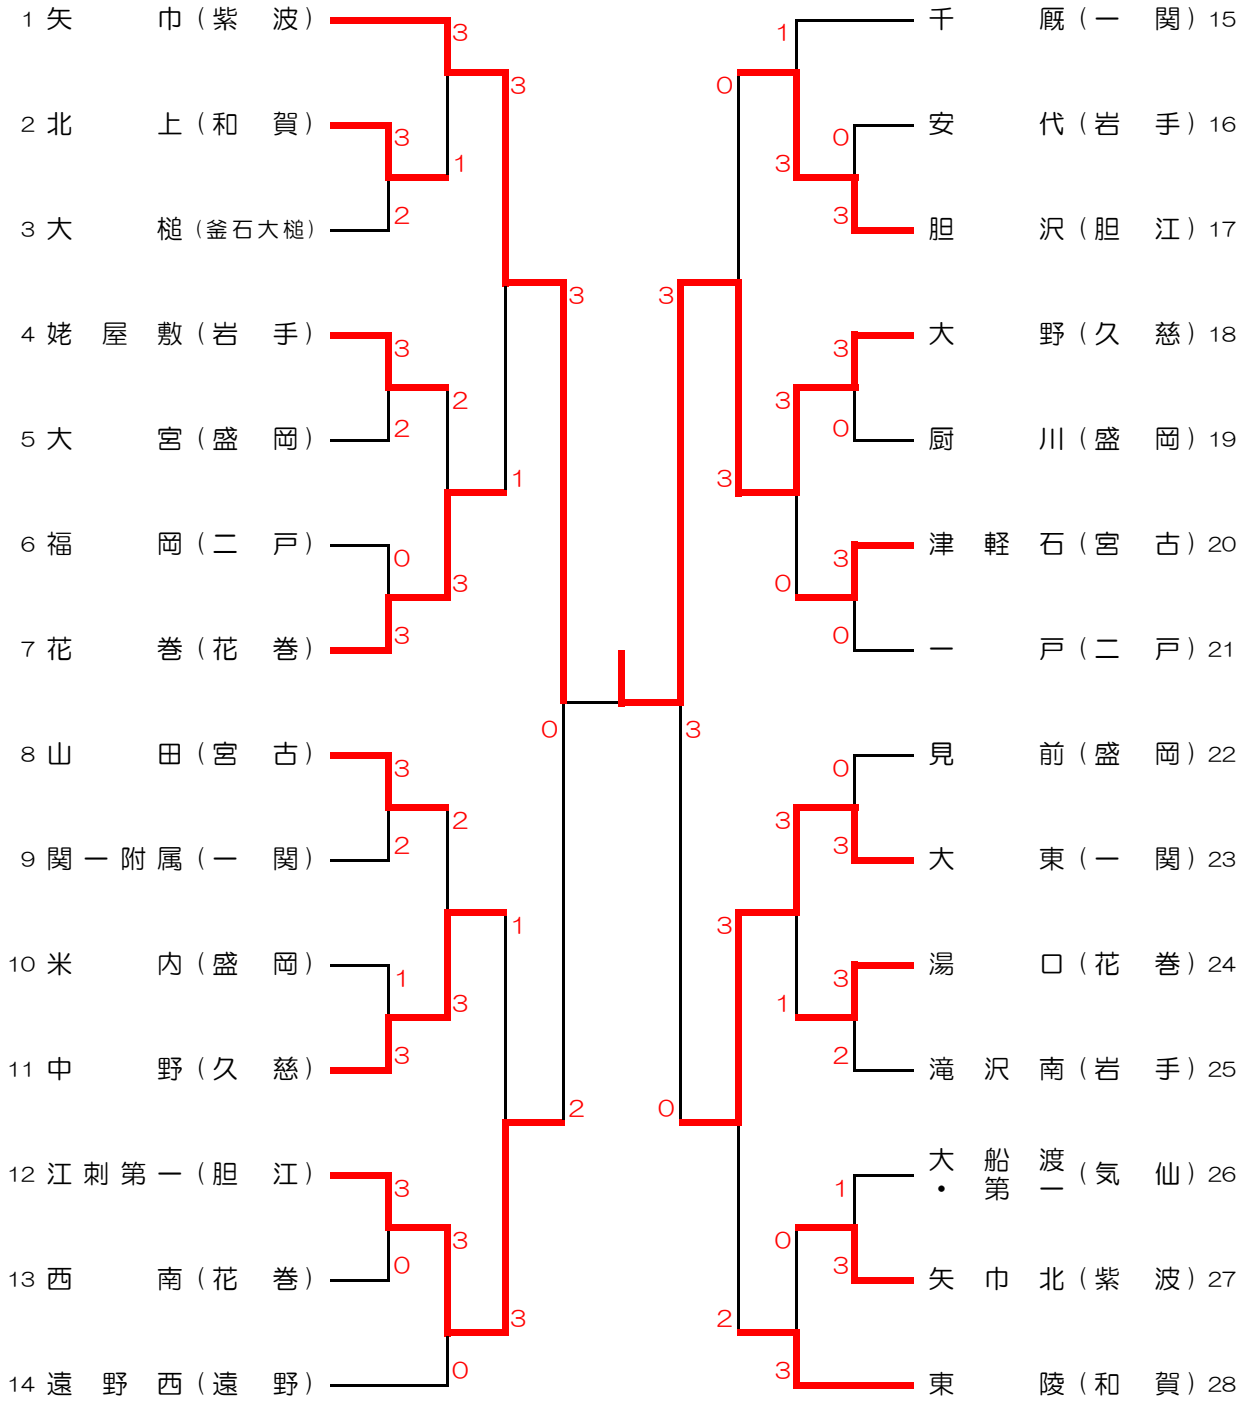 1 矢巾（紫波）
3
3
2 北上（和賀）
3
1
2
3 大槌（釜石大槌）
3
4 姥屋敷（岩手）
3
2
2
5 大宮（盛岡）
1
6 福岡（二戸）
0
3
3
7 花巻（花巻）
0
8 山田（宮古）
3
2
2
9 関一附属（一関）
1
10 米内（盛岡）
1
3
3
11 中野（久慈）
2
12 江刺第一（胆江）
3
3
0
13 西南（花巻）
3
0
14 遠野西（遠野）
千厩（一関）15
1
0
安代（岩手）16
0
3
3
胆沢（胆江）17
3
大野（久慈）18
3
3
0
厨川（盛岡）19
3
津軽石（宮古）20
3
0
0
一戸（二戸）21
3
見前（盛岡）22
0
3
3
大東（一関）23
3
湯口（花巻）24
3
1
2
滝沢南（岩手）25
0
大船渡
・第一（気仙）26
1
0
3
矢巾北（紫波）27
2
3
東陵（和賀）28